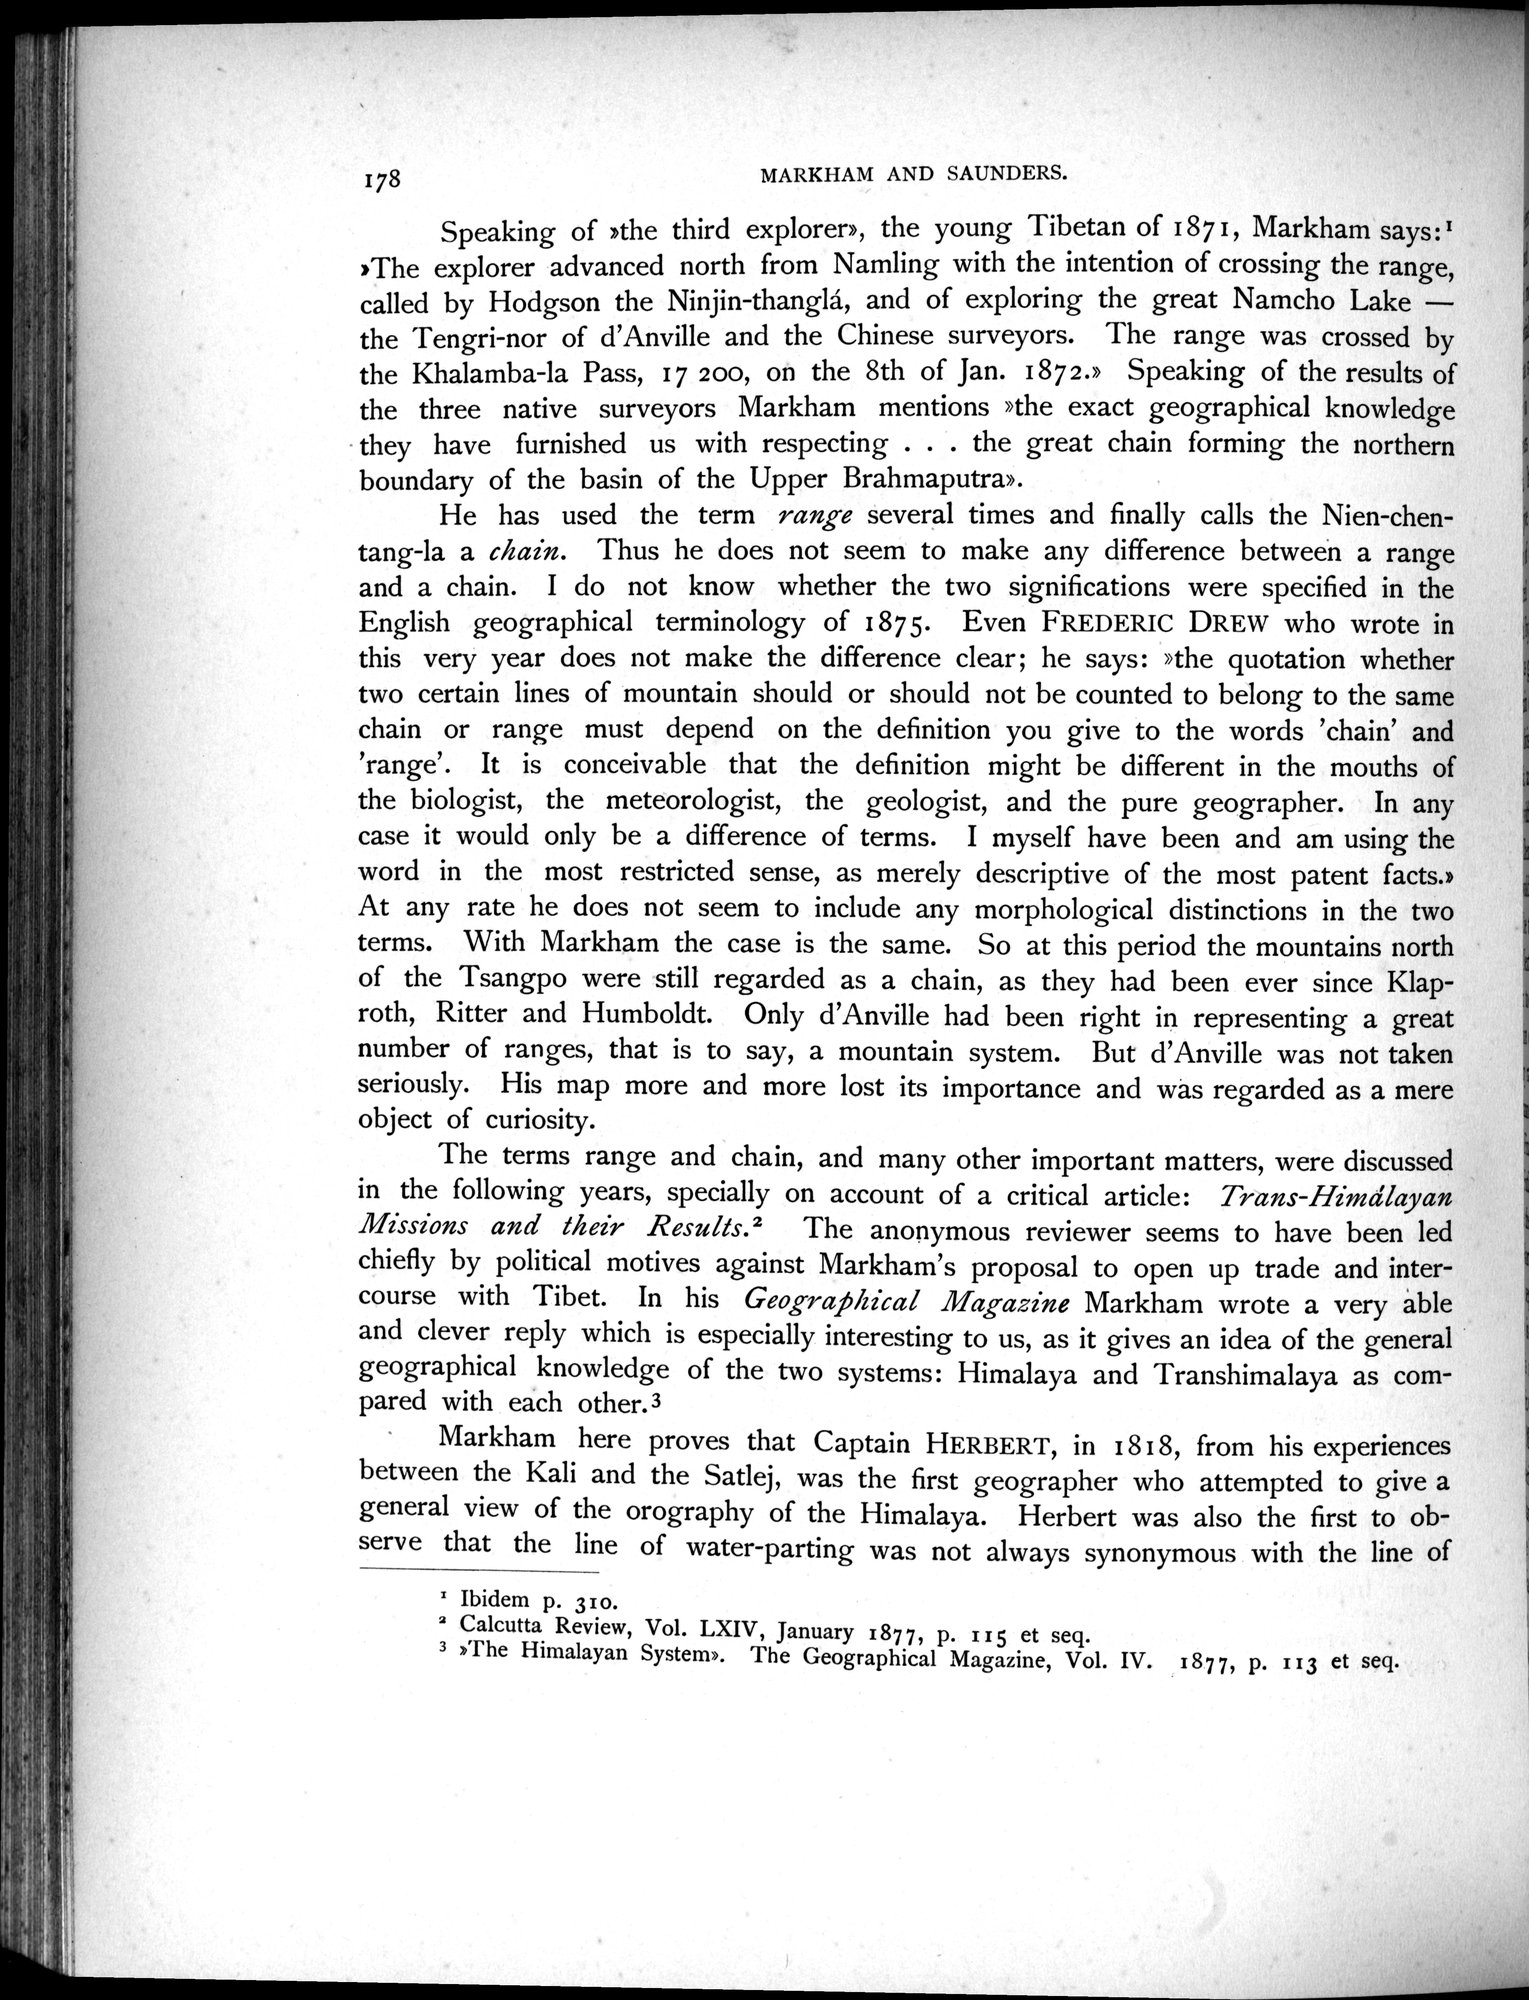 178
MARKHAM AND SAUNDERS.
Speaking of »the third explorer», the young Tibetan of 1871, Markham says:¹
»The explorer advanced north from Namling with the intention of crossing the range,
called by Hodgson the Ninjin-thanglá, and of exploring the great Namcho Lake —
the Tengri-nor of d'Anville and the Chinese surveyors. The range was crossed by
the Khalamba-la Pass, 17 200, on the 8th of Jan. 1872.» Speaking of the results of
the three native surveyors Markham mentions »the exact geographical knowledge
they have furnished us with respecting . . . the great chain forming the northern
boundary of the basin of the Upper Brahmaputra».
He has used the term range several times and finally calls the Nien-chen-
tang-la a chain. Thus he does not seem to make any difference between a range
and a chain. I do not know whether the two significations were specified in the
English geographical terminology of 1875. Even FREDERIC DREW who wrote in
this very year does not make the difference clear; he says: »the quotation whether
two certain lines of mountain should or should not be counted to belong to the same
chain or range must depend on the definition you give to the words 'chain' and
'range'. It is conceivable that the definition might be different in the mouths of
the biologist, the meteorologist, the geologist, and the pure geographer. In any
case it would only be a difference of terms. I myself have been and am using the
word in the most restricted sense, as merely descriptive of the most patent facts.»
At any rate he does not seem to include any morphological distinctions in the two
terms. With Markham the case is the same. So at this period the mountains north
of the Tsangpo were still regarded as a chain, as they had been ever since Klap-
roth, Ritter and Humboldt. Only d'Anville had been right in representing a great
number of ranges, that is to say, a mountain system. But d'Anville was not taken
seriously. His map more and more lost its importance and was regarded as a mere
object of curiosity.
The terms range and chain, and many other important matters, were discussed
in the following years, specially on account of a critical article: Trans-Himálayan
Missions and their Results.² The anonymous reviewer seems to have been led
chiefly by political motives against Markham's proposal to open up trade and inter-
course with Tibet. In his Geographical Magazine Markham wrote a very able
and clever reply which is especially interesting to us, as it gives an idea of the general
geographical knowledge of the two systems: Himalaya and Transhimalaya as com-
pared with each other.³
Markham here proves that Captain HERBERT, in 1818, from his experiences
between the Kali and the Satlej, was the first geographer who attempted to give a
general view of the orography of the Himalaya. Herbert was also the first to ob-
serve that the line of water-parting was not always synonymous with the line of
¹ Ibidem p. 310.
² Calcutta Review, Vol. LXIV, January 1877, p. 115 et seq.
³ »The Himalayan System». The Geographical Magazine, Vol. IV. 1877, p. 113 et seq.